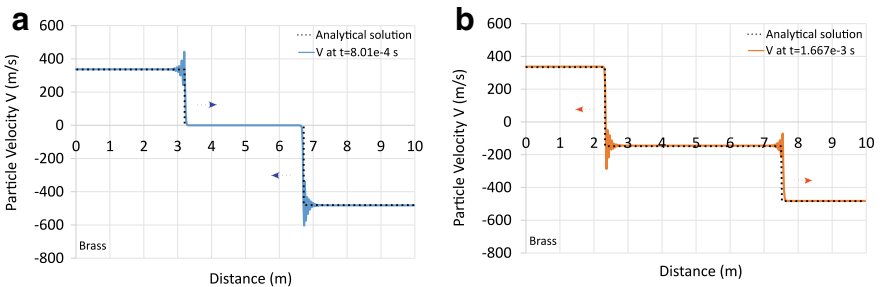 a
600
400
200
0
-200
-400
-600
-800
0 1 2 3 4 5 6 7 8 9 10
Particle Velocity V (m/s)
Distance (m)
Analytical solution
V at t=8.01e-4 s
Brass
b
600
400
200
0
-200
-400
-600
-800
0 1 2 3 4 5 6 7 8 9 10
Particle Velocity V (m/s)
Distance (m)
Analytical solution
V at t=1.667e-3 s
Brass